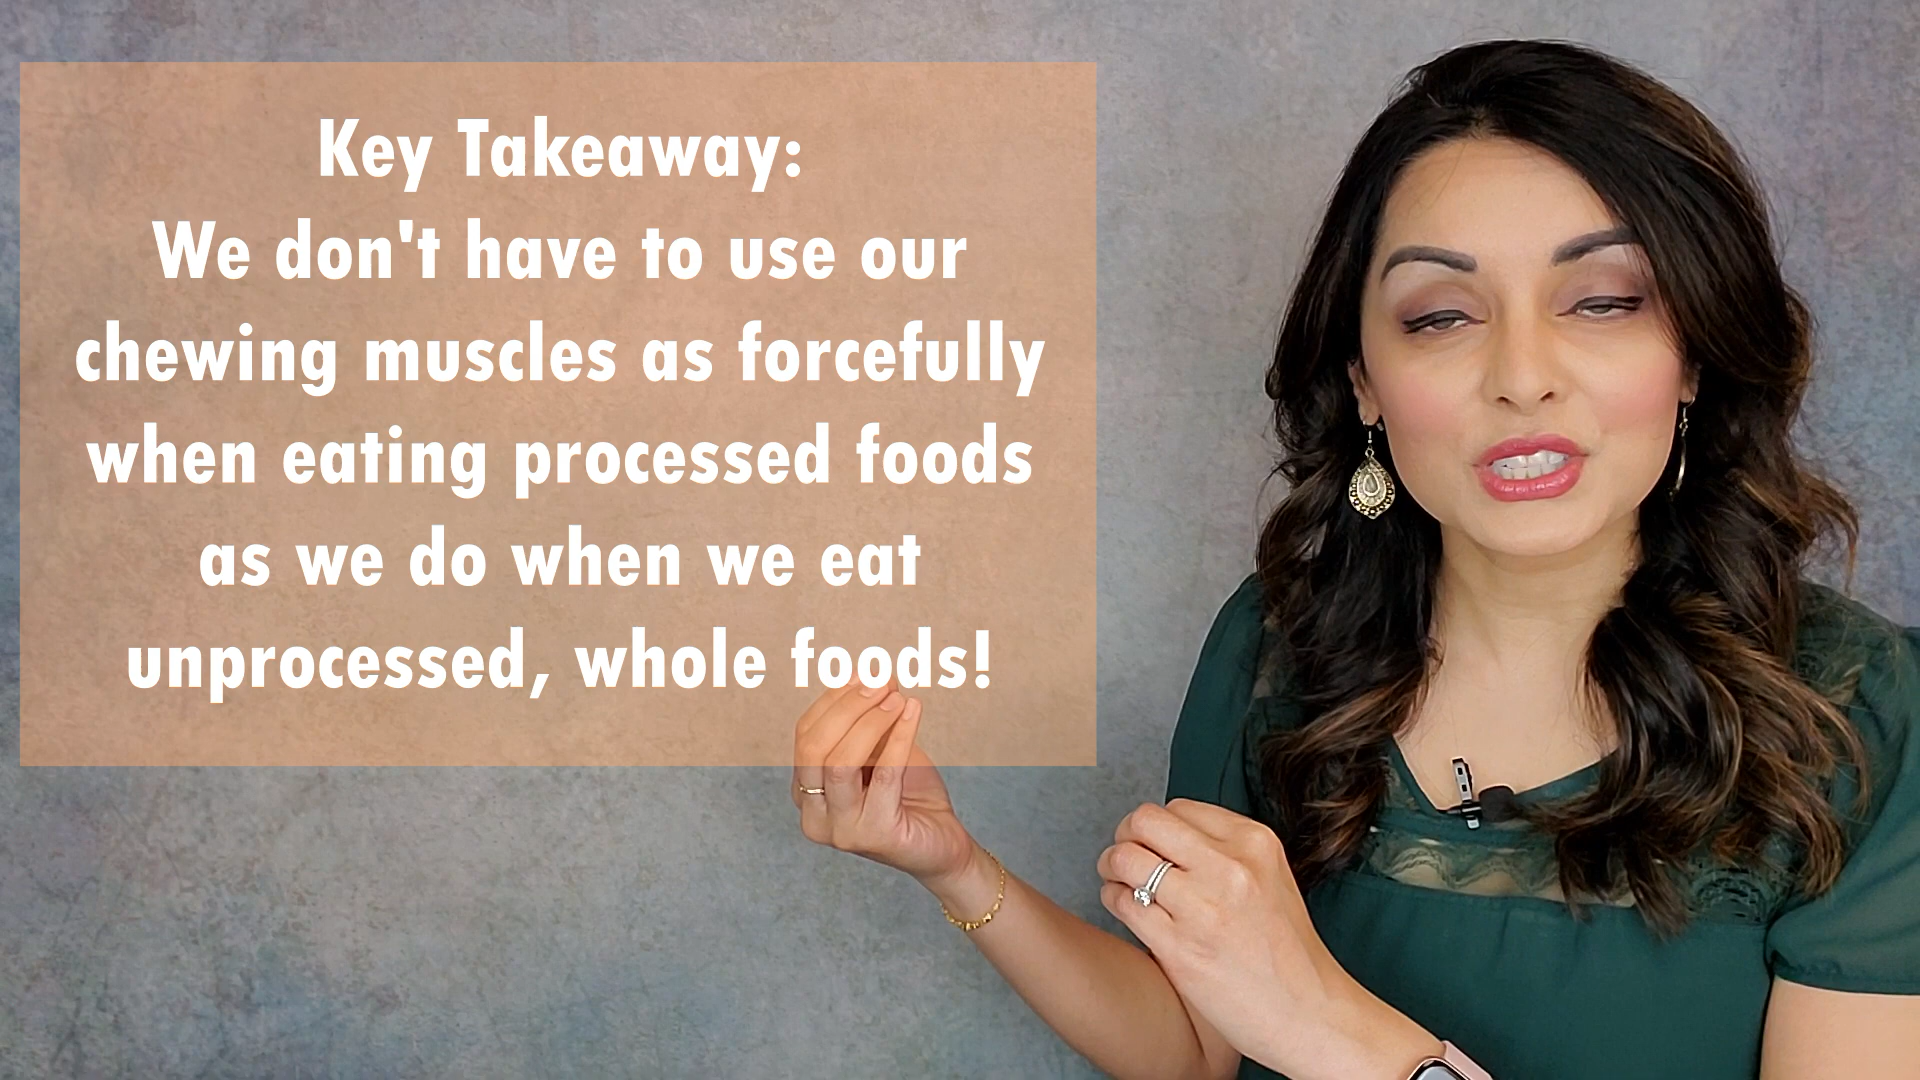 Key Takeaway:
We don't have to use our
chewing muscles as forcefully
when eating processed foods
as we do when we eat
unprocessed, whole foods!